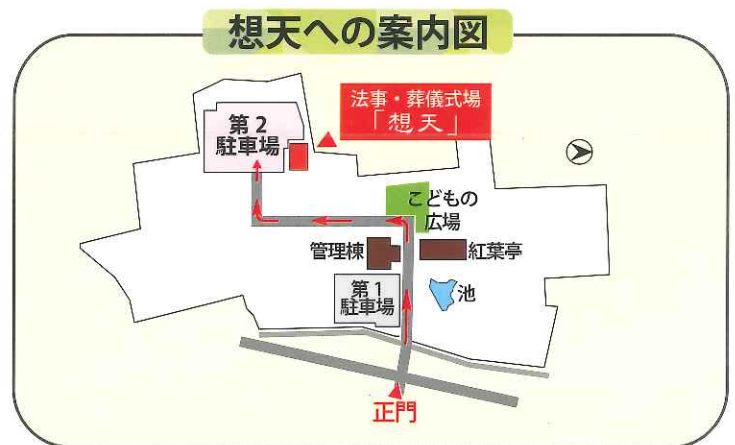 想天への案内図
法事・葬儀式場
「想天」
第2
駐車場
こどもの
広場
管理棟
紅葉亭
第1
駐車場
池
正門